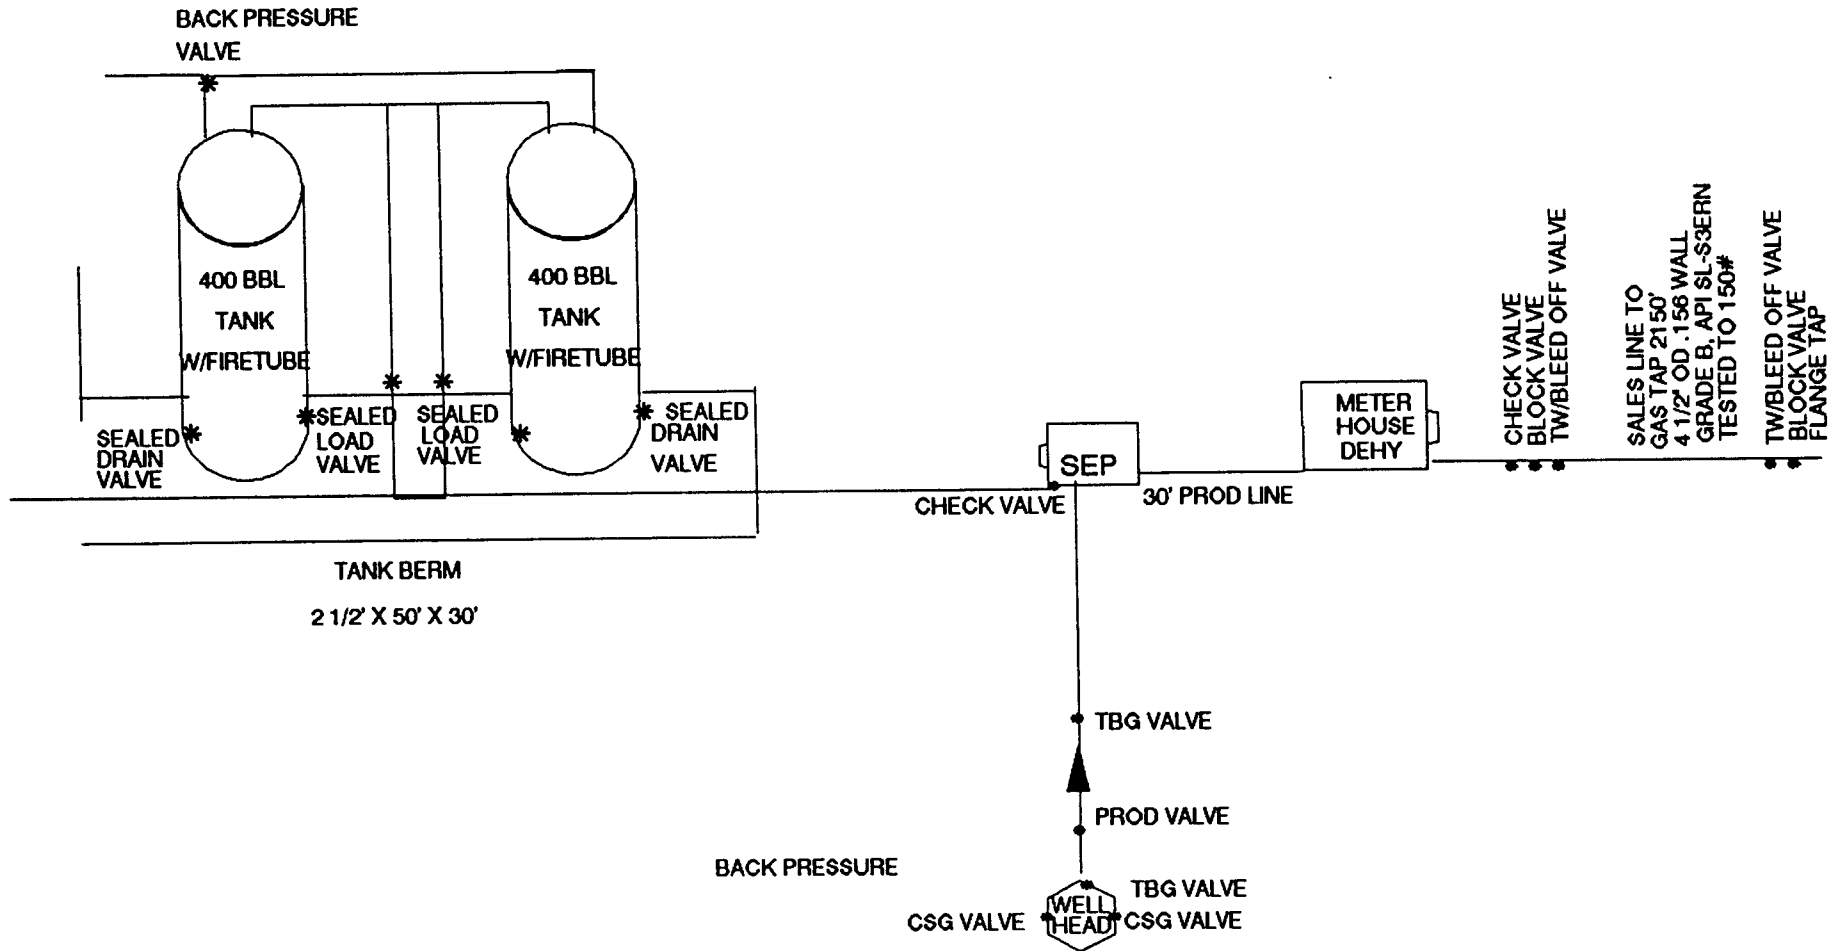 BACK PRESSURE
VALVE
400 BBL
TANK
W/FIRETUBE
400 BBL
TANK
W/FIRETUBE
SEALED
DRAIN
VALVE
SEALED
LOAD
VALVE
SEALED
LOAD
VALVE
SEALED
DRAIN
VALVE
TANK BERM
2 1/2' X 50' X 30'
CHECK VALVE
SEP
30' PROD LINE
METER
HOUSE
DEHY
CHECK VALVE
BLOCK VALVE
TW/BLEED OFF VALVE
SALES LINE TO
GAS TAP 2150'
4 1/2" OD .156 WALL
GRADE B, API SL-S3ERN
TESTED TO 150#
TW/BLEED OFF VALVE
BLOCK VALVE
FLANGE TAP
TBG VALVE
PROD VALVE
BACK PRESSURE
TBG VALVE
CSG VALVE
WELL
HEAD
CSG VALVE